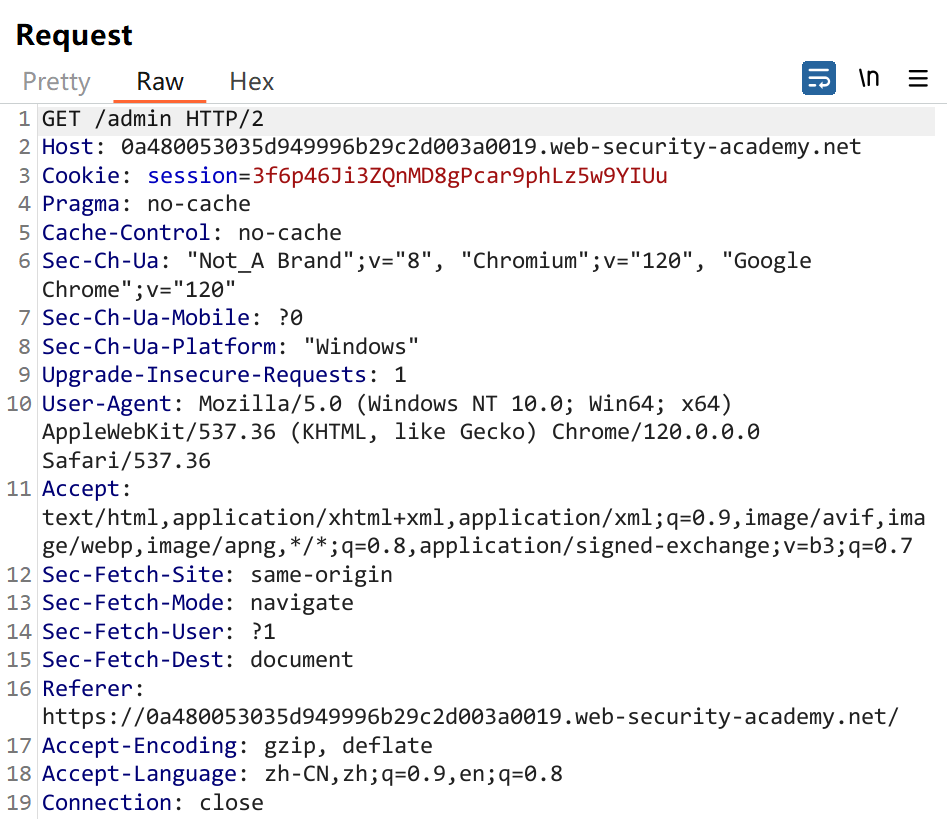 Request
Pretty Raw Hex \n
1 GET /admin HTTP/2
2 Host: 0a480053035d949996b29c2d003a0019.web-security-academy.net
3 Cookie: session=3f6p46Ji3ZQnMD8gPcar9phLz5w9YIUu
4 Pragma: no-cache
5 Cache-Control: no-cache
6 Sec-Ch-Ua: "Not_A Brand";v="8", "Chromium";v="120", "Google
Chrome";v="120"
7 Sec-Ch-Ua-Mobile: ?0
8 Sec-Ch-Ua-Platform: "Windows"
9 Upgrade-Insecure-Requests: 1
10 User-Agent: Mozilla/5.0 (Windows NT 10.0; Win64; x64)
AppleWebKit/537.36 (KHTML, like Gecko) Chrome/120.0.0.0
Safari/537.36
11 Accept:
text/html,application/xhtml+xml,application/xml;q=0.9,image/avif,ima
ge/webp,image/apng,*/*;q=0.8,application/signed-exchange;v=b3;q=0.7
12 Sec-Fetch-Site: same-origin
13 Sec-Fetch-Mode: navigate
14 Sec-Fetch-User: ?1
15 Sec-Fetch-Dest: document
16 Referer:
https://0a480053035d949996b29c2d003a0019.web-security-academy.net/
17 Accept-Encoding: gzip, deflate
18 Accept-Language: zh-CN,zh;q=0.9,en;q=0.8
19 Connection: close